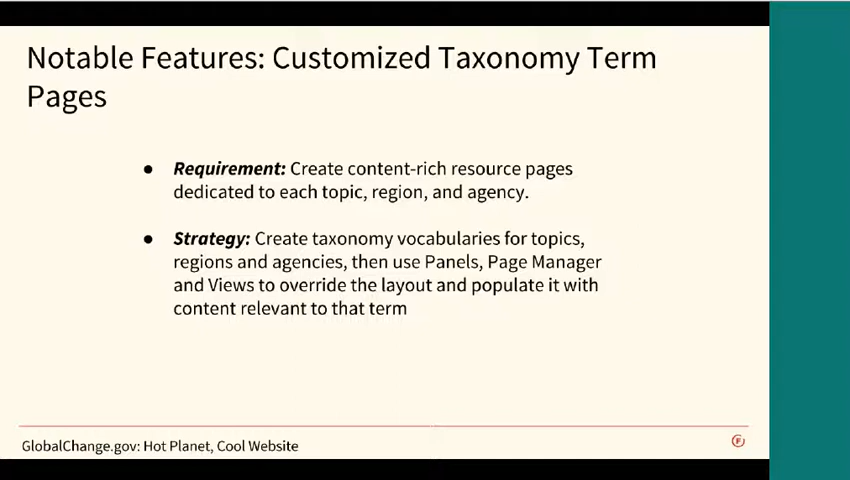 Notable Features: Customized Taxonomy Term
Pages
● Requirement: Create content-rich resource pages
dedicated to each topic, region, and agency.
● Strategy: Create taxonomy vocabularies for topics,
regions and agencies, then use Panels, Page Manager
and Views to override the layout and populate it with
content relevant to that term
GlobalChange.gov: Hot Planet, Cool Website
F